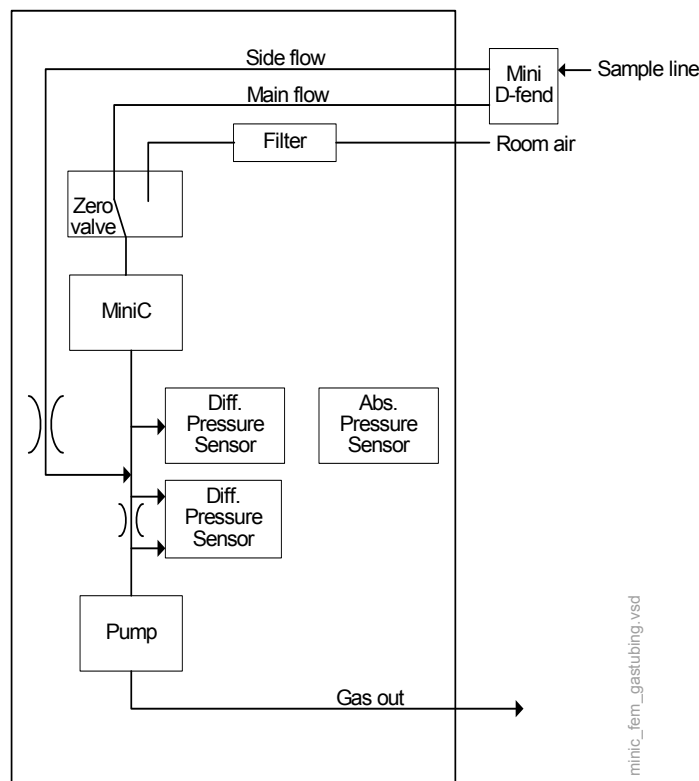 Side flow
Mini
D-fend
Sample line
Main flow
Filter
Room air
Zero
valve
MiniC
Diff.
Pressure
Sensor
Abs.
Pressure
Sensor
Diff.
Pressure
Sensor
Pump
Gas out
minic_fem_gastubing.vsd